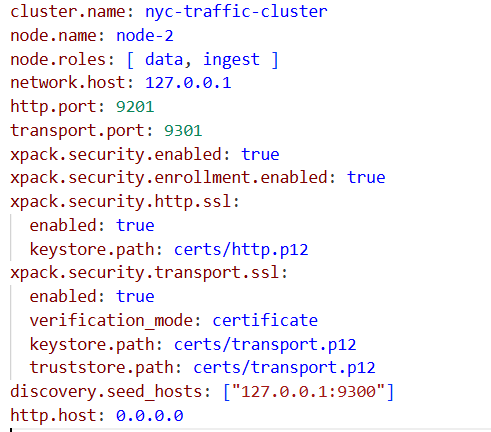 cluster.name: nyc-traffic-cluster
node.name: node-2
node.roles: [ data, ingest ]
network.host: 127.0.0.1
http.port: 9201
transport.port: 9301
xpack.security.enabled: true
xpack.security.enrollment.enabled: true
xpack.security.http.ssl:
  enabled: true
  keystore.path: certs/http.p12
xpack.security.transport.ssl:
  enabled: true
  verification_mode: certificate
  keystore.path: certs/transport.p12
  truststore.path: certs/transport.p12
discovery.seed_hosts: ["127.0.0.1:9300"]
http.host: 0.0.0.0